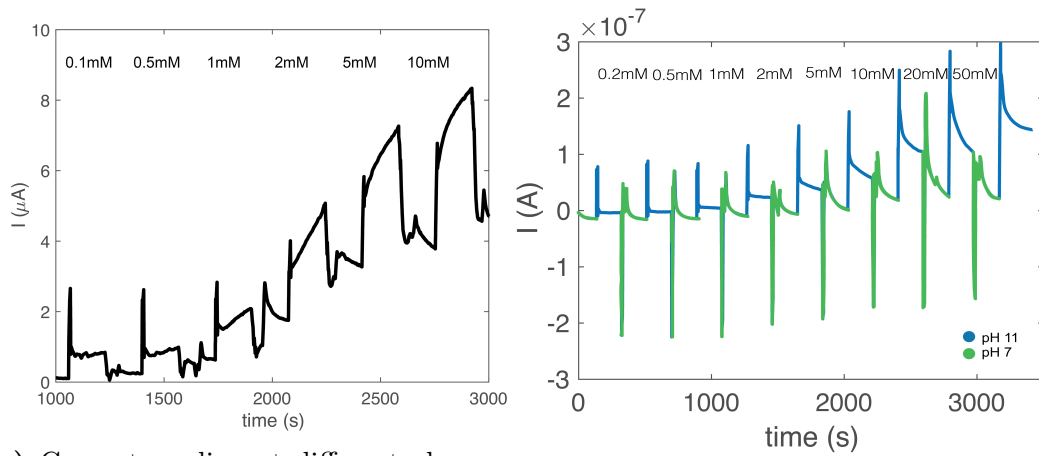 10
8
6
4
2
0
I (μA)
0.1mM 0.5mM 1mM 2mM 5mM 10mM
1000 1500 2000 2500 3000
time (s)
×10⁻⁷
3
2
1
0
-1
-2
-3
I (A)
0.2mM 0.5mM 1mM 2mM 5mM 10mM 20mM 50mM
pH 11
pH 7
0 1000 2000 3000
time (s)